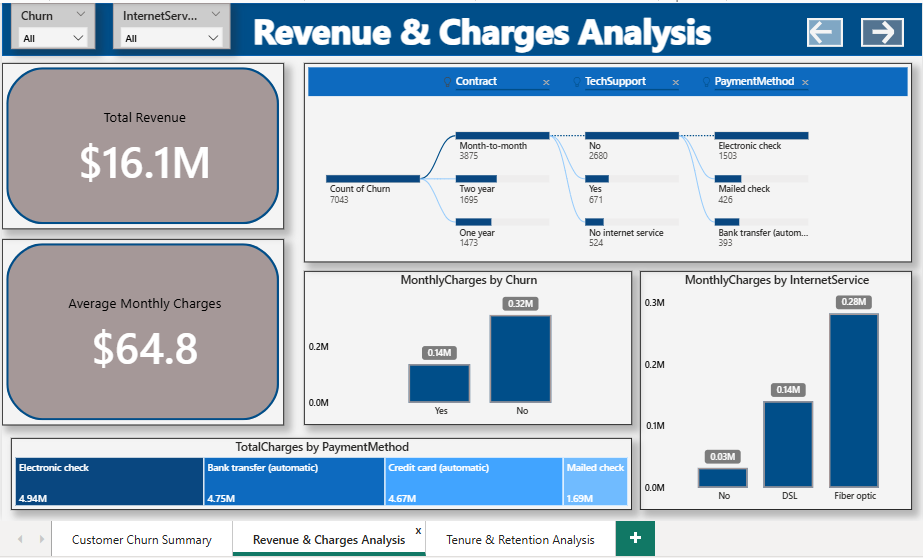 Churn
All
InternetServ...
All
Revenue & Charges Analysis
Total Revenue
$16.1M
Average Monthly Charges
$64.8
Contract
TechSupport
PaymentMethod
Count of Churn
7043
Month-to-month
3875
Two year
1695
One year
1473
No
2680
Yes
671
No internet service
524
Electronic check
1503
Mailed check
426
Bank transfer (autom...
393
MonthlyCharges by Churn
0.2M
0.0M
0.14M
0.32M
Yes
No
MonthlyCharges by InternetService
0.3M
0.2M
0.1M
0.0M
0.03M
0.14M
0.28M
No
DSL
Fiber optic
TotalCharges by PaymentMethod
Electronic check
4.94M
Bank transfer (automatic)
4.75M
Credit card (automatic)
4.67M
Mailed check
1.69M
Customer Churn Summary
Revenue & Charges Analysis
x
Tenure & Retention Analysis
+